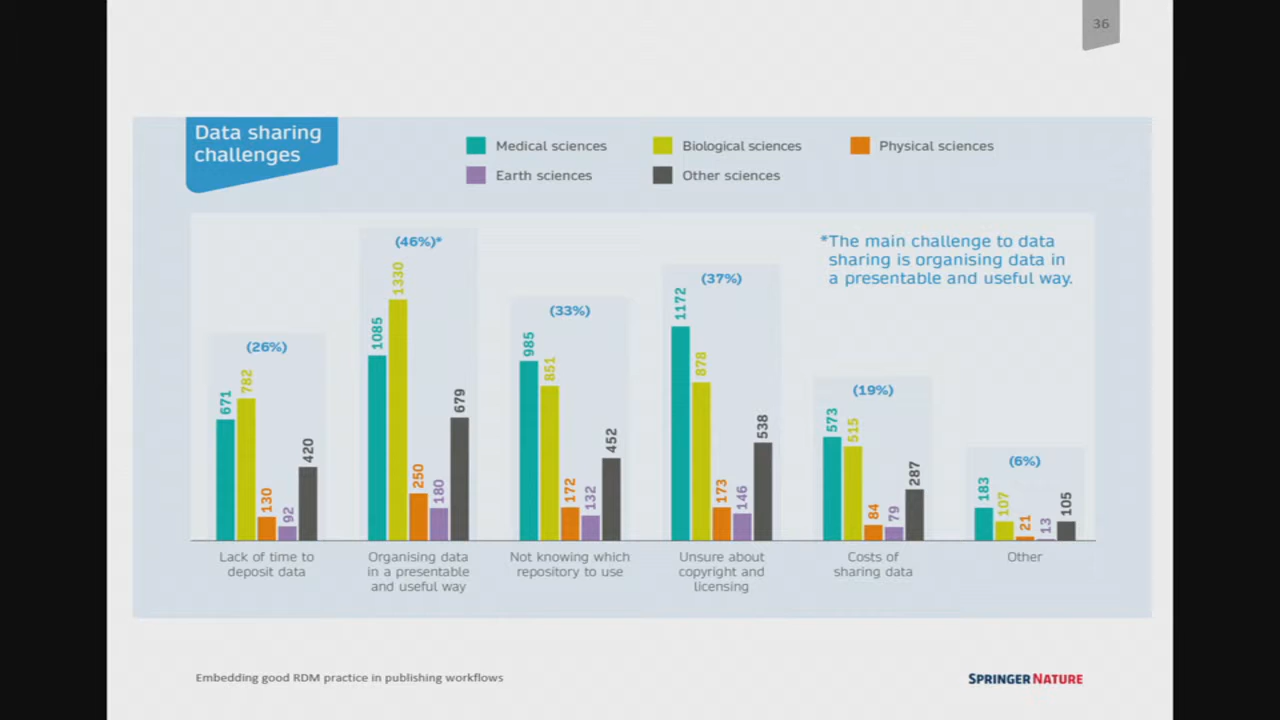 36
Data sharing
challenges
Medical sciences
Biological sciences
Physical sciences
Earth sciences
Other sciences
*The main challenge to data
sharing is organising data in
a presentable and useful way.
(26%)
671
782
130
92
420
(46%)*
1085
1330
250
180
679
(33%)
985
851
172
132
452
(37%)
1172
878
173
146
538
(19%)
573
515
84
79
287
(6%)
183
107
21
13
105
Lack of time to
deposit data
Organising data
in a presentable
and useful way
Not knowing which
repository to use
Unsure about
copyright and
licensing
Costs of
sharing data
Other
Embedding good RDM practice in publishing workflows
SPRINGER NATURE